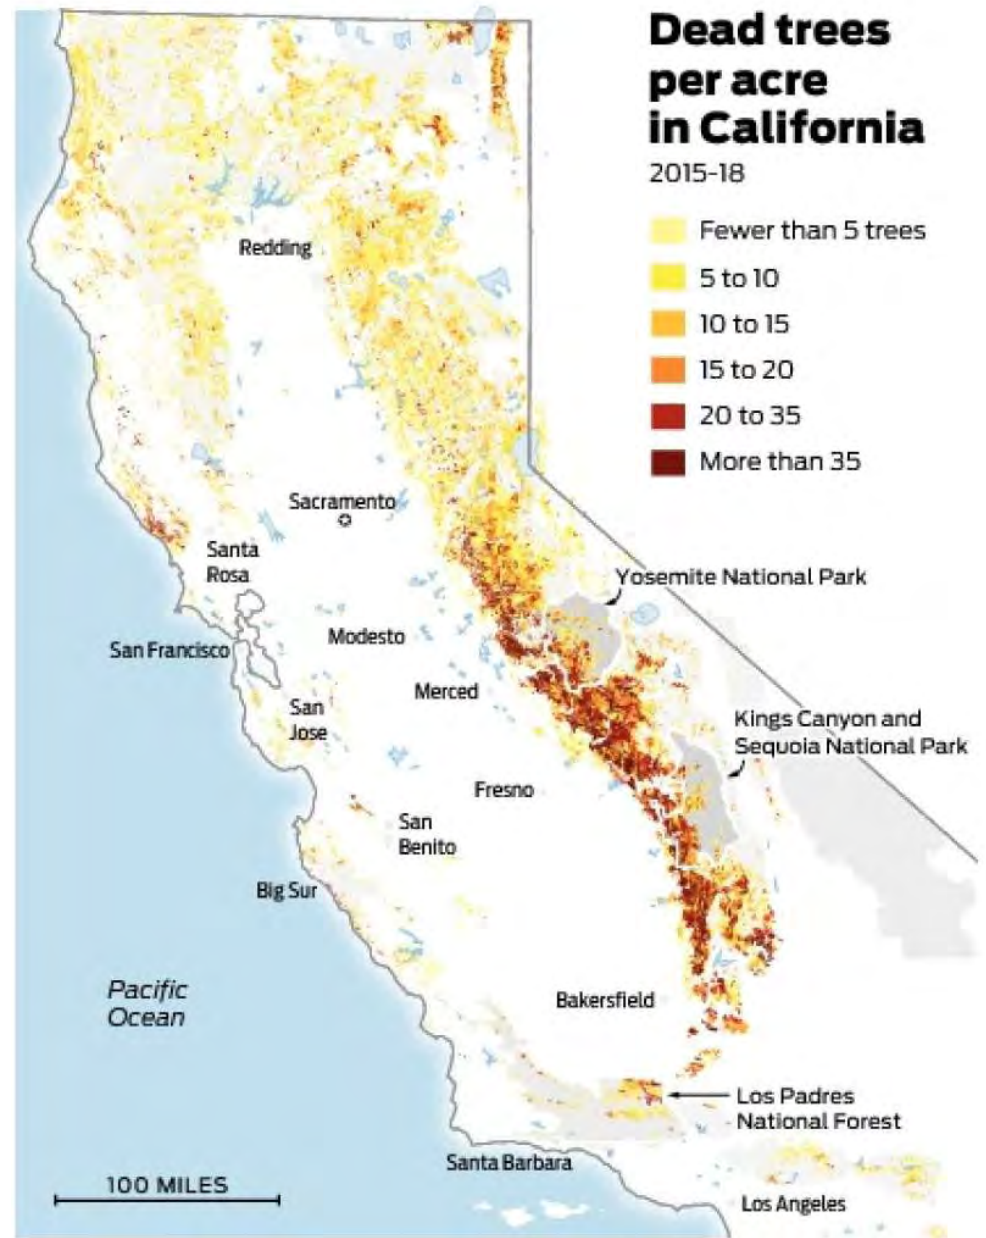 Dead trees
per acre
in California
2015-18
Fewer than 5 trees
5 to 10
10 to 15
15 to 20
20 to 35
More than 35
Redding
Sacramento
Santa
Rosa
Yosemite National Park
San Francisco
Modesto
Merced
San
Jose
Kings Canyon and
Sequoia National Park
Fresno
San
Benito
Big Sur
Pacific
Ocean
Bakersfield
Los Padres
National Forest
Santa Barbara
100 MILES
Los Angeles